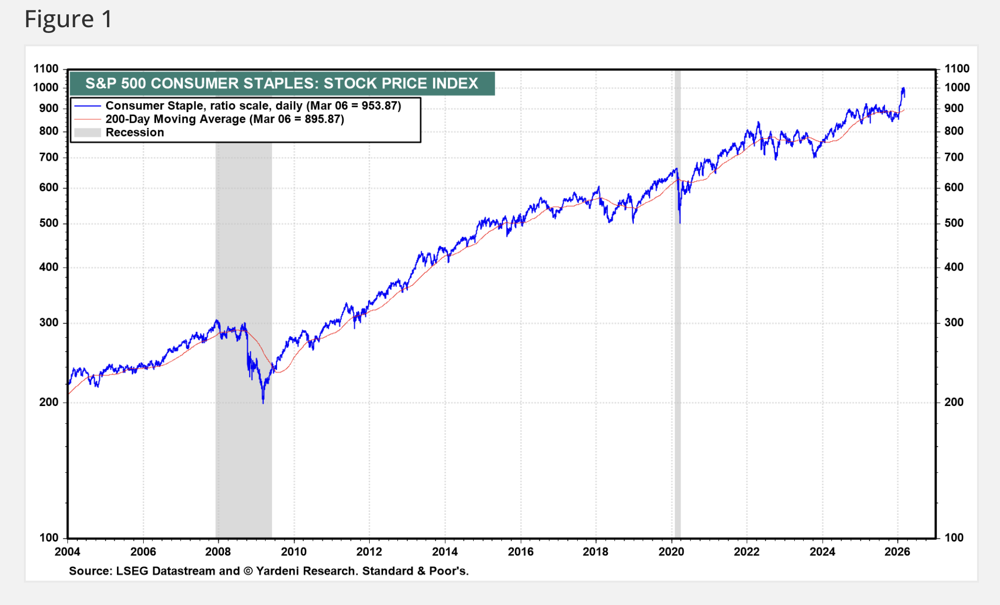 Figure 1
S&P 500 CONSUMER STAPLES: STOCK PRICE INDEX
Consumer Staple, ratio scale, daily (Mar 06 = 953.87)
200-Day Moving Average (Mar 06 = 895.87)
Recession
1100 1100
1000 1000
900 900
800 800
700 700
600 600
500 500
400 400
300 300
200 200
100 100
2004 2006 2008 2010 2012 2014 2016 2018 2020 2022 2024 2026
Source: LSEG Datastream and © Yardeni Research. Standard & Poor's.